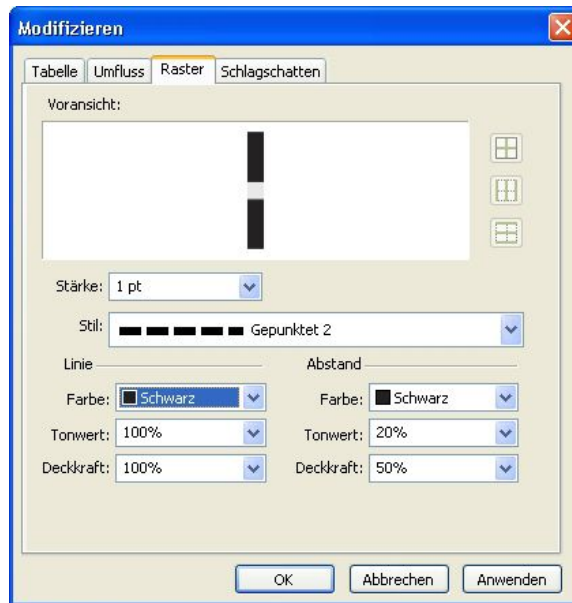 Modifizieren
Tabelle Umfluss Raster Schlagschatten
Voransicht:
Stärke: 1 pt
Stil: Gepunktet 2
Linie Abstand
Farbe: Schwarz Farbe: Schwarz
Tonwert: 100% Tonwert: 20%
Deckkraft: 100% Deckkraft: 50%
OK Abbrechen Anwenden